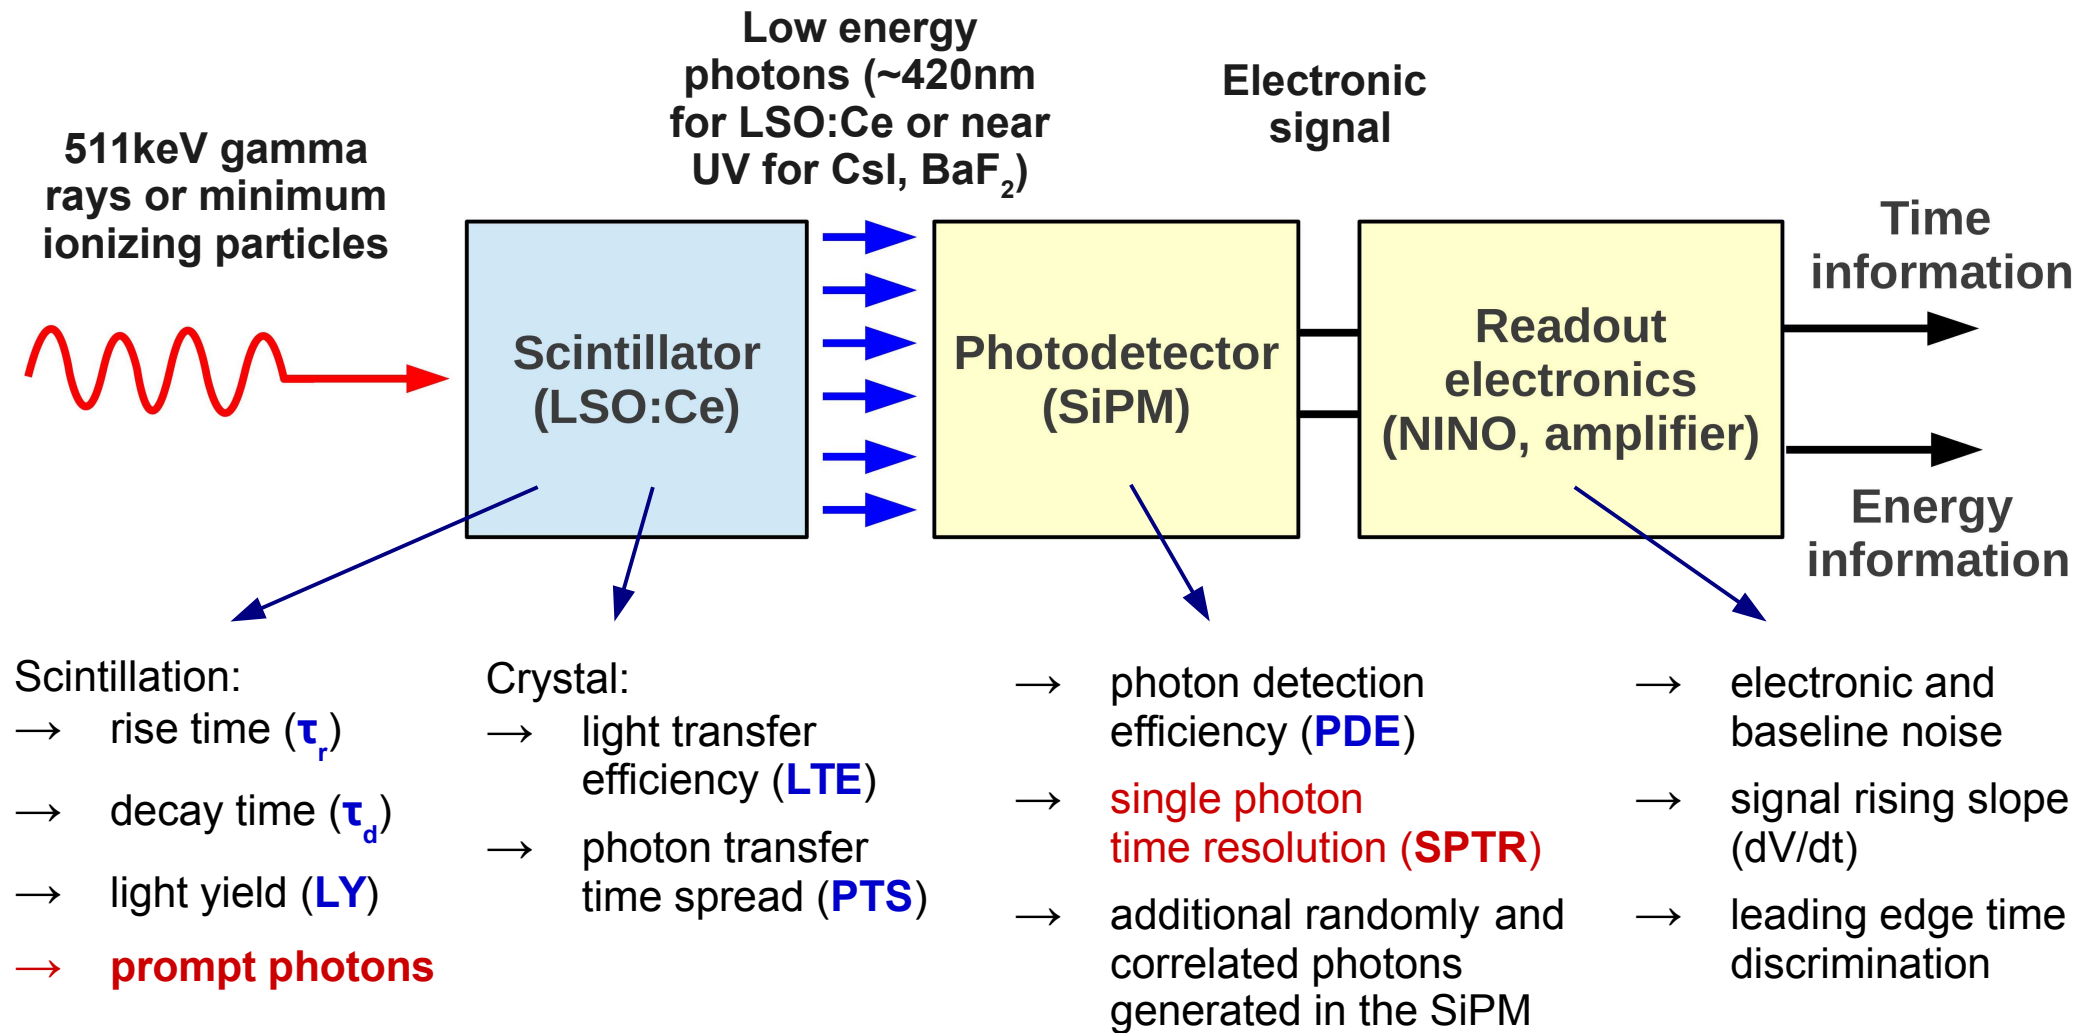 511keV gamma
rays or minimum
ionizing particles
Low energy
photons (~420nm
for LSO:Ce or near
UV for CsI, BaF₂)
Electronic
signal
Scintillator
(LSO:Ce)
Photodetector
(SiPM)
Readout
electronics
(NINO, amplifier)
Time
information
Energy
information
Scintillation:
→ rise time (τᵣ)
→ decay time (τ_d)
→ light yield (LY)
→ prompt photons
Crystal:
→ light transfer
efficiency (LTE)
→ photon transfer
time spread (PTS)
→ photon detection
efficiency (PDE)
→ single photon
time resolution (SPTR)
→ additional randomly and
correlated photons
generated in the SiPM
→ electronic and
baseline noise
→ signal rising slope
(dV/dt)
→ leading edge time
discrimination